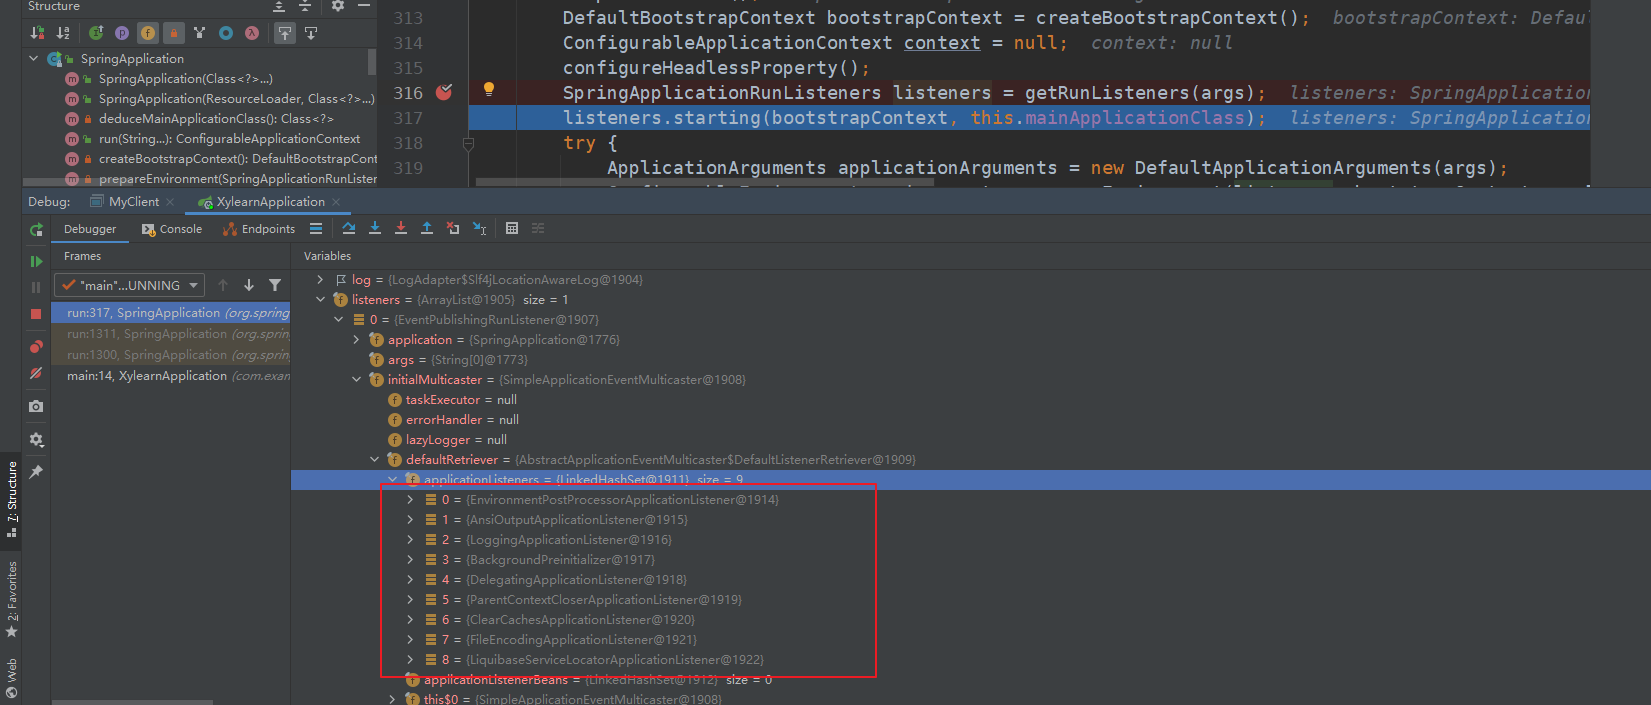 Structure
SpringApplication
SpringApplication(Class<?>...)
SpringApplication(ResourceLoader, Class<?>...)
deduceMainApplicationClass(): Class<?>
run(String...): ConfigurableApplicationContext
createBootstrapContext(): DefaultBootstrapCont
prepareEnvironment(SpringApplicationRunListener
313 DefaultBootstrapContext bootstrapContext = createBootstrapContext(); bootstrapContext: Defau
314 ConfigurableApplicationContext context = null; context: null
315 configureHeadlessProperty();
316 SpringApplicationRunListeners listeners = getRunListeners(args); listeners: SpringApplication
317 listeners.starting(bootstrapContext, this.mainApplicationClass); listeners: SpringApplication
318 try {
319 ApplicationArguments applicationArguments = new DefaultApplicationArguments(args);
Debug: MyClient XylearnApplication
Debugger Console Endpoints
Frames
"main"...UNNING
run:317, SpringApplication (org.spring
run:1311, SpringApplication (org.sprin
run:1300, SpringApplication (org.sprin
main:14, XylearnApplication (com.exan
Variables
log = {LogAdapter$Slf4jLocationAwareLog@1904}
listeners = {ArrayList@1905} size = 1
0 = {EventPublishingRunListener@1907}
application = {SpringApplication@1776}
args = {String[0]@1773}
initialMulticaster = {SimpleApplicationEventMulticaster@1908}
taskExecutor = null
errorHandler = null
lazyLogger = null
defaultRetriever = {AbstractApplicationEventMulticaster$DefaultListenerRetriever@1909}
applicationListeners = {LinkedHashSet@1911} size = 9
0 = {EnvironmentPostProcessorApplicationListener@1914}
1 = {AnsiOutputApplicationListener@1915}
2 = {LoggingApplicationListener@1916}
3 = {BackgroundPreinitializer@1917}
4 = {DelegatingApplicationListener@1918}
5 = {ParentContextCloserApplicationListener@1919}
6 = {ClearCachesApplicationListener@1920}
7 = {FileEncodingApplicationListener@1921}
8 = {LiquibaseServiceLocatorApplicationListener@1922}
applicationListenerBeans = {LinkedHashSet@1912} size = 0
this$0 = {SimpleApplicationEventMulticaster@1908}
7: Structure
2: Favorites
Web